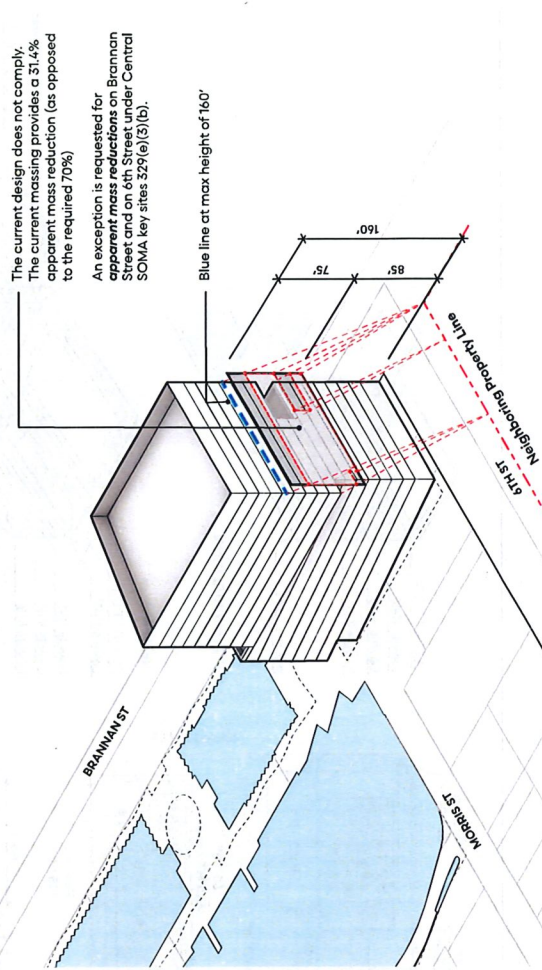 The current design does not comply.
The current massing provides a 31.4%
apparent mass reduction (as opposed
to the required 70%)
An exception is requested for
apparent mass reductions on Brannan
Street and on 6th Street under Central
SOMA key sites 329(e)(3)(b).
Blue line at max height of 160'
160'
75'
85'
Neighboring Property Line
6TH ST
BRANNAN ST
MORRIS ST